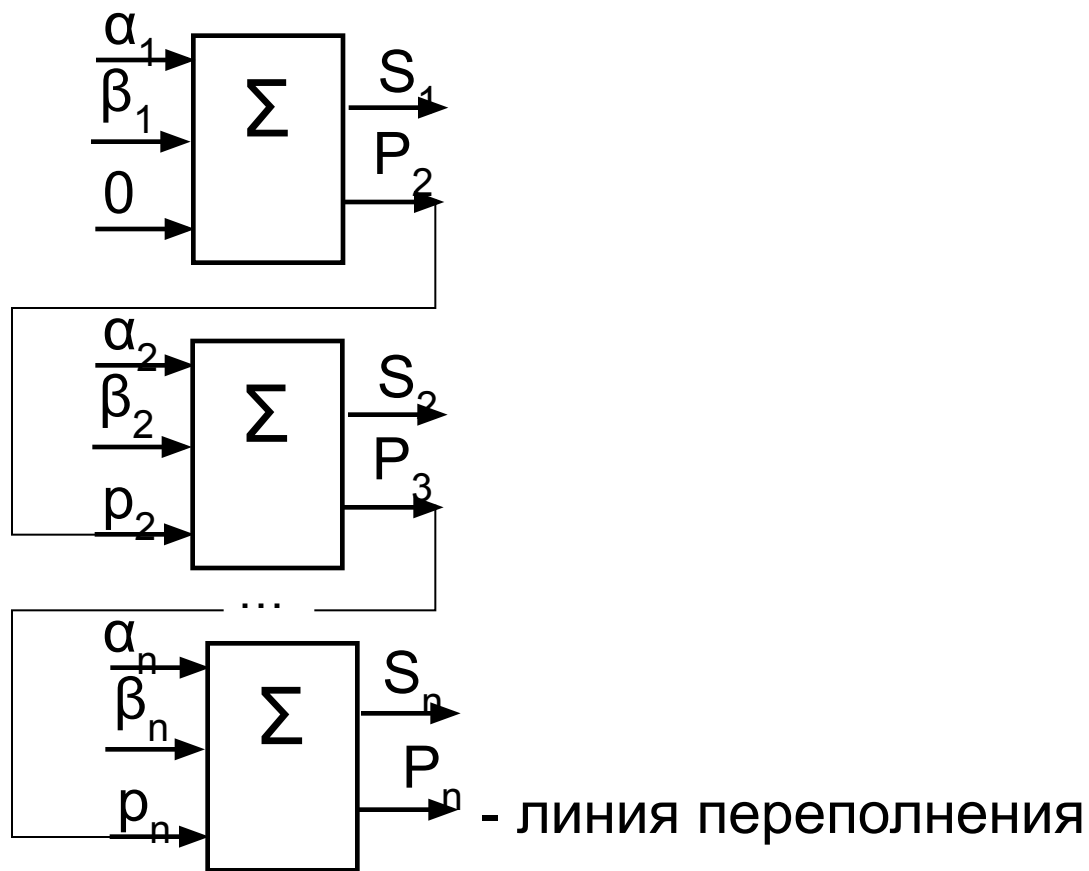 α₁
β₁
0
Σ
S₁
P₂
α₂
β₂
p₂
Σ
S₂
P₃
...
αₙ
βₙ
pₙ
Σ
Sₙ
Pₙ - линия переполнения